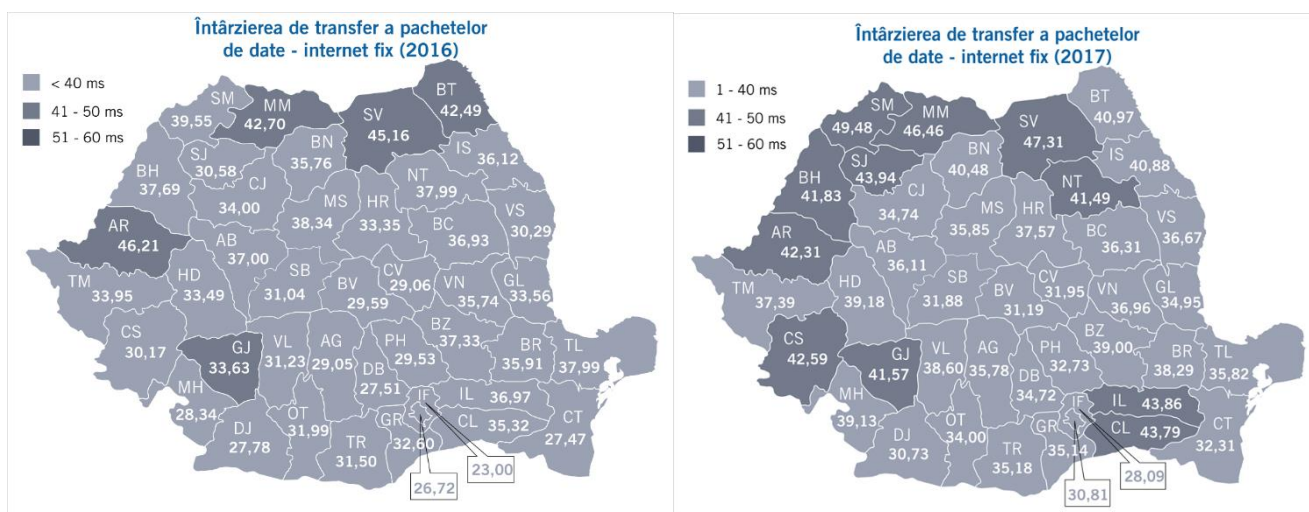 Întârzierea de transfer a pachetelor
de date - internet fix (2016)
< 40 ms
41 - 50 ms
51 - 60 ms
SM
39,55
MM
42,70
SV
45,16
BT
42,49
SJ
30,58
BN
35,76
IS
36,12
BH
37,69
CJ
34,00
NT
37,99
MS
38,34
HR
33,35
VS
30,29
AR
46,21
AB
37,00
BC
36,93
TM
33,95
HD
33,49
SB
31,04
BV
29,59
CV
29,06
VN
35,74
GL
33,56
CS
30,17
GJ
33,63
VL
31,23
AG
29,05
PH
29,53
BZ
37,33
BR
35,91
TL
37,99
DB
27,51
MH
28,34
IF
IL
36,97
DJ
27,78
OT
31,99
TR
31,50
GR
32,60
CL
35,32
CT
27,47
23,00
26,72
Întârzierea de transfer a pachetelor
de date - internet fix (2017)
1 - 40 ms
41 - 50 ms
51 - 60 ms
SM
49,48
MM
46,46
SV
47,31
BT
40,97
SJ
43,94
BN
40,48
IS
40,88
BH
41,83
CJ
34,74
NT
41,49
MS
35,85
HR
37,57
VS
36,67
AR
42,31
AB
36,11
BC
36,31
TM
37,39
HD
39,18
SB
31,88
BV
31,19
CV
31,95
VN
36,96
GL
34,95
CS
42,59
GJ
41,57
VL
38,60
AG
35,78
PH
32,73
BZ
39,00
BR
38,29
TL
35,82
DB
34,72
MH
39,13
IF
IL
43,86
DJ
30,73
OT
34,00
TR
35,18
GR
35,14
CL
43,79
CT
32,31
28,09
30,81